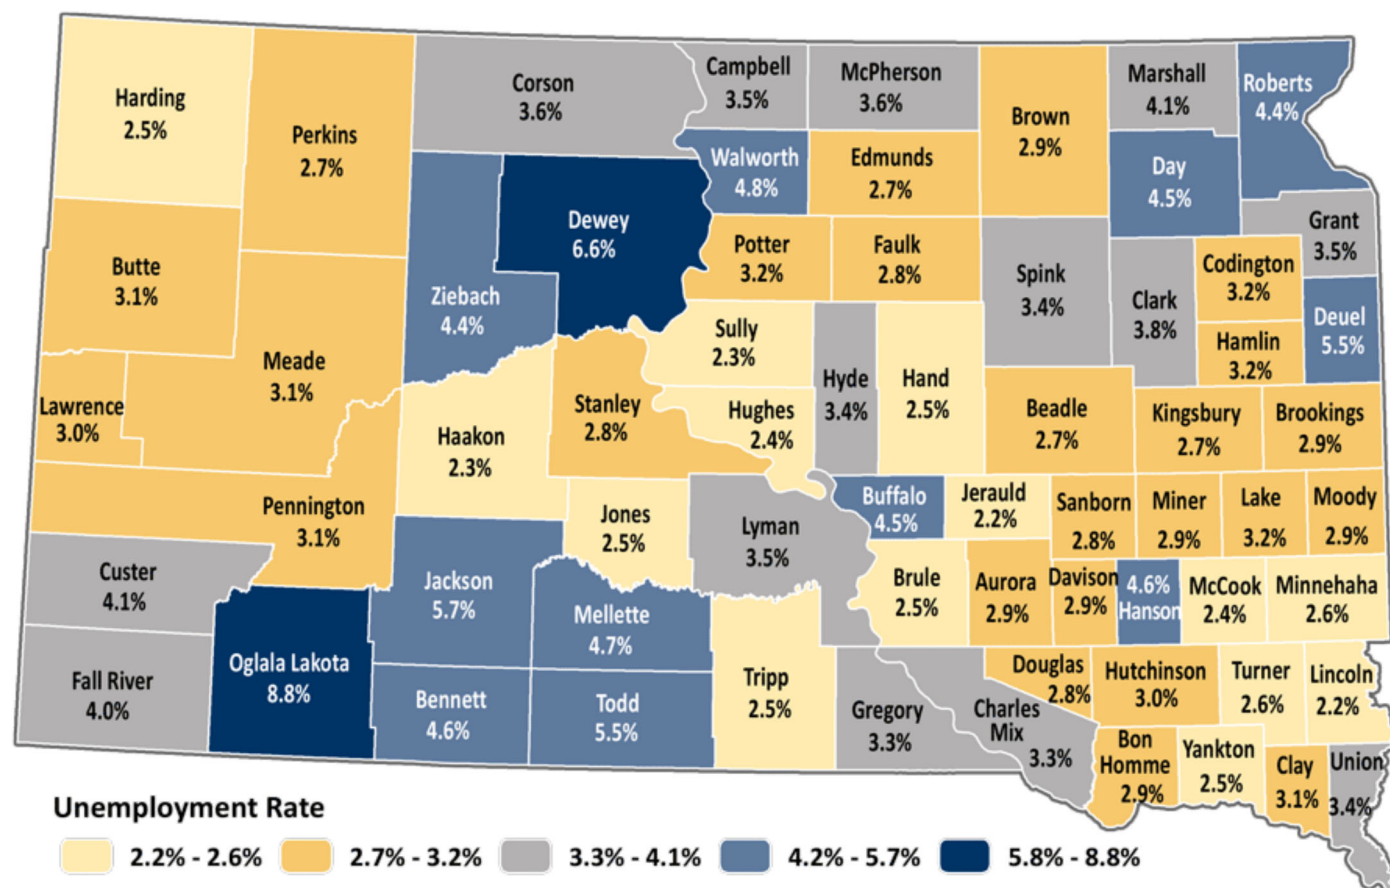 Harding
2.5%
Perkins
2.7%
Corson
3.6%
Campbell
3.5%
McPherson
3.6%
Brown
2.9%
Marshall
4.1%
Roberts
4.4%
Walworth
4.8%
Edmunds
2.7%
Day
4.5%
Dewey
6.6%
Butte
3.1%
Ziebach
4.4%
Potter
3.2%
Faulk
2.8%
Spink
3.4%
Clark
3.8%
Codington
3.2%
Grant
3.5%
Deuel
5.5%
Hamlin
3.2%
Meade
3.1%
Lawrence
3.0%
Sully
2.3%
Hyde
3.4%
Hand
2.5%
Haakon
2.3%
Stanley
2.8%
Hughes
2.4%
Beadle
2.7%
Kingsbury
2.7%
Brookings
2.9%
Pennington
3.1%
Jones
2.5%
Lyman
3.5%
Buffalo
4.5%
Jerauld
2.2%
Sanborn
2.8%
Miner
2.9%
Lake
3.2%
Moody
2.9%
Custer
4.1%
Jackson
5.7%
Mellette
4.7%
Brule
2.5%
Aurora
2.9%
Davison
2.9%
4.6%
Hanson
McCook
2.4%
Minnehaha
2.6%
Fall River
4.0%
Oglala Lakota
8.8%
Bennett
4.6%
Todd
5.5%
Tripp
2.5%
Gregory
3.3%
Charles
Mix
3.3%
Douglas
2.8%
Hutchinson
3.0%
Turner
2.6%
Lincoln
2.2%
Bon
Homme
2.9%
Yankton
2.5%
Clay
3.1%
Union
3.4%
Unemployment Rate
2.2% - 2.6%
2.7% - 3.2%
3.3% - 4.1%
4.2% - 5.7%
5.8% - 8.8%